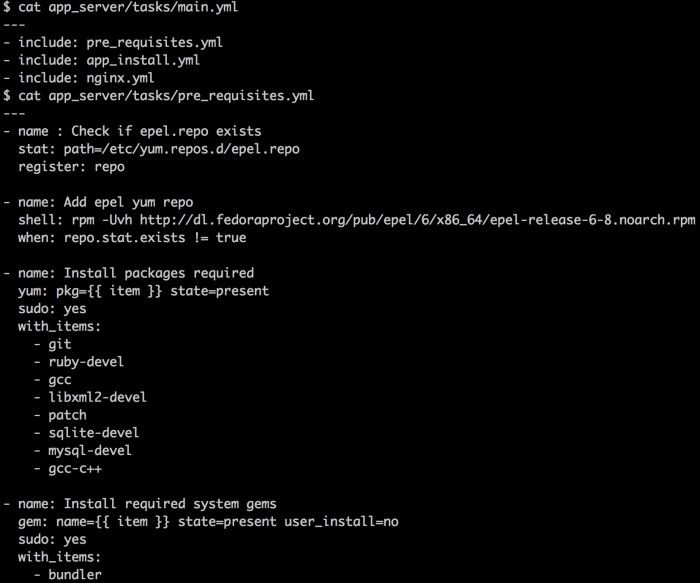 $ cat app_server/tasks/main.yml
---
- include: pre_requisites.yml
- include: app_install.yml
- include: nginx.yml
$ cat app_server/tasks/pre_requisites.yml
---
- name : Check if epel.repo exists
  stat: path=/etc/yum.repos.d/epel.repo
  register: repo

- name: Add epel yum repo
  shell: rpm -Uvh http://dl.fedoraproject.org/pub/epel/6/x86_64/epel-release-6-8.noarch.rpm
  when: repo.stat.exists != true

- name: Install packages required
  yum: pkg={{ item }} state=present
  sudo: yes
  with_items:
    - git
    - ruby-devel
    - gcc
    - libxml2-devel
    - patch
    - sqlite-devel
    - mysql-devel
    - gcc-c++

- name: Install required system gems
  gem: name={{ item }} state=present user_install=no
  sudo: yes
  with_items:
    - bundler